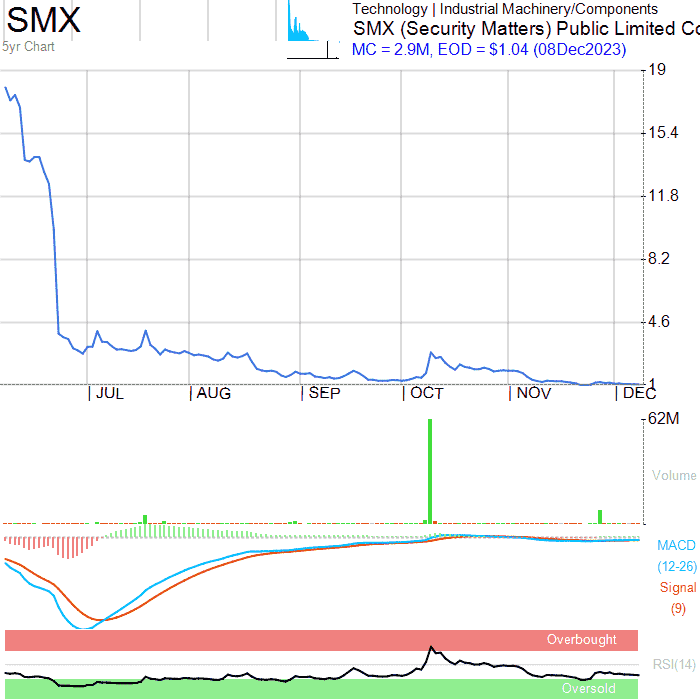 SMX
5yr Chart
Technology | Industrial Machinery/Components
SMX (Security Matters) Public Limited Co
MC = 2.9M, EOD = $1.04 (08Dec2023)
19
15.4
11.8
8.2
4.6
1
JUL AUG SEP OCT NOV DEC
62M
Volume
MACD
(12-26)
Signal
(9)
Overbought
RSI(14)
Oversold